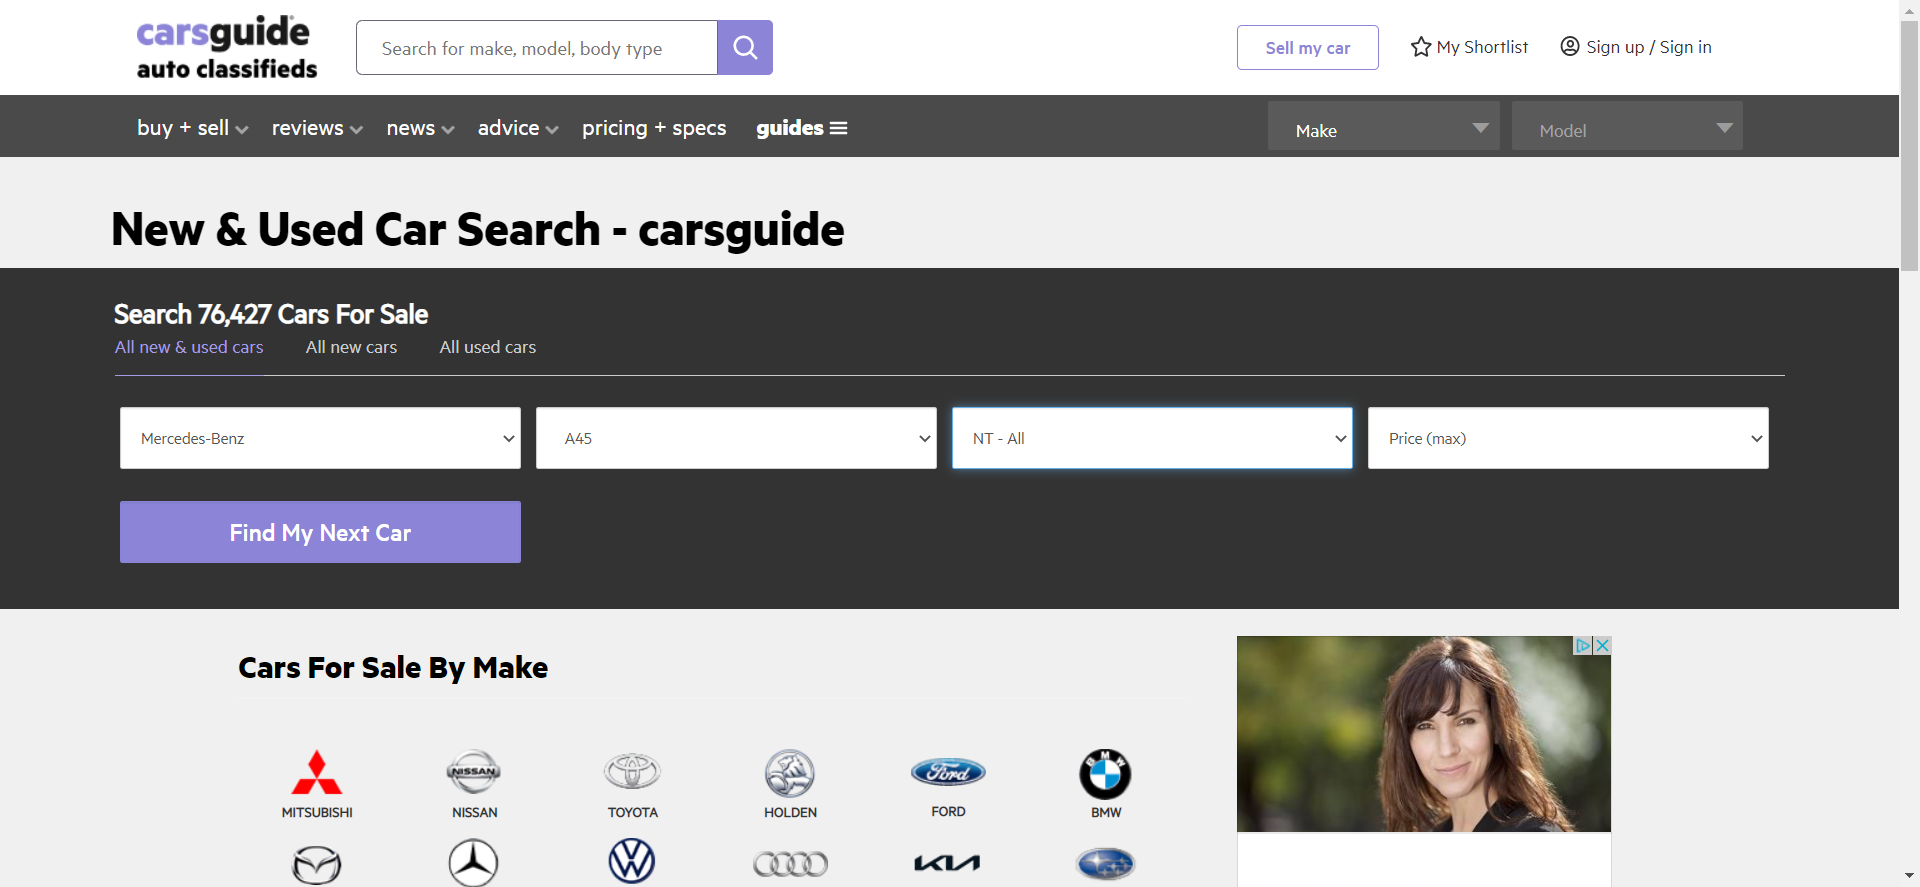 carsguide
auto classifieds
Search for make, model, body type
Sell my car
My Shortlist
Sign up / Sign in
buy + sell
reviews
news
advice
pricing + specs
guides
Make
Model
New & Used Car Search - carsguide
Search 76,427 Cars For Sale
All new & used cars
All new cars
All used cars
Mercedes-Benz
A45
NT - All
Price (max)
Find My Next Car
Cars For Sale By Make
NISSAN
Ford
BMW
MITSUBISHI
NISSAN
TOYOTA
HOLDEN
FORD
BMW
KIA